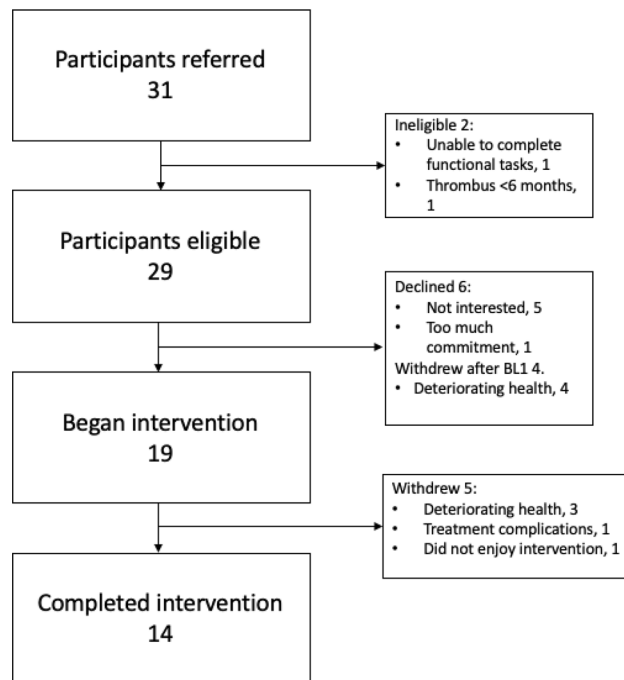 Participants referred
31
Ineligible 2:
• Unable to complete
functional tasks, 1
• Thrombus <6 months,
1
Participants eligible
29
Declined 6:
• Not interested, 5
• Too much
commitment, 1
Withdrew after BL1 4.
• Deteriorating health, 4
Began intervention
19
Withdrew 5:
• Deteriorating health, 3
• Treatment complications, 1
• Did not enjoy intervention, 1
Completed intervention
14